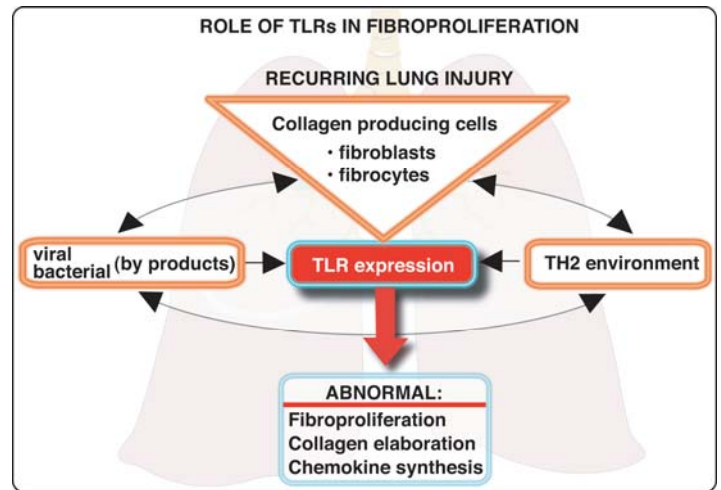 ROLE OF TLRs IN FIBROPROLIFERATION
RECURRING LUNG INJURY
Collagen producing cells
· fibroblasts
· fibrocytes
viral
bacterial (by products)
TLR expression
TH2 environment
ABNORMAL:
Fibroproliferation
Collagen elaboration
Chemokine synthesis